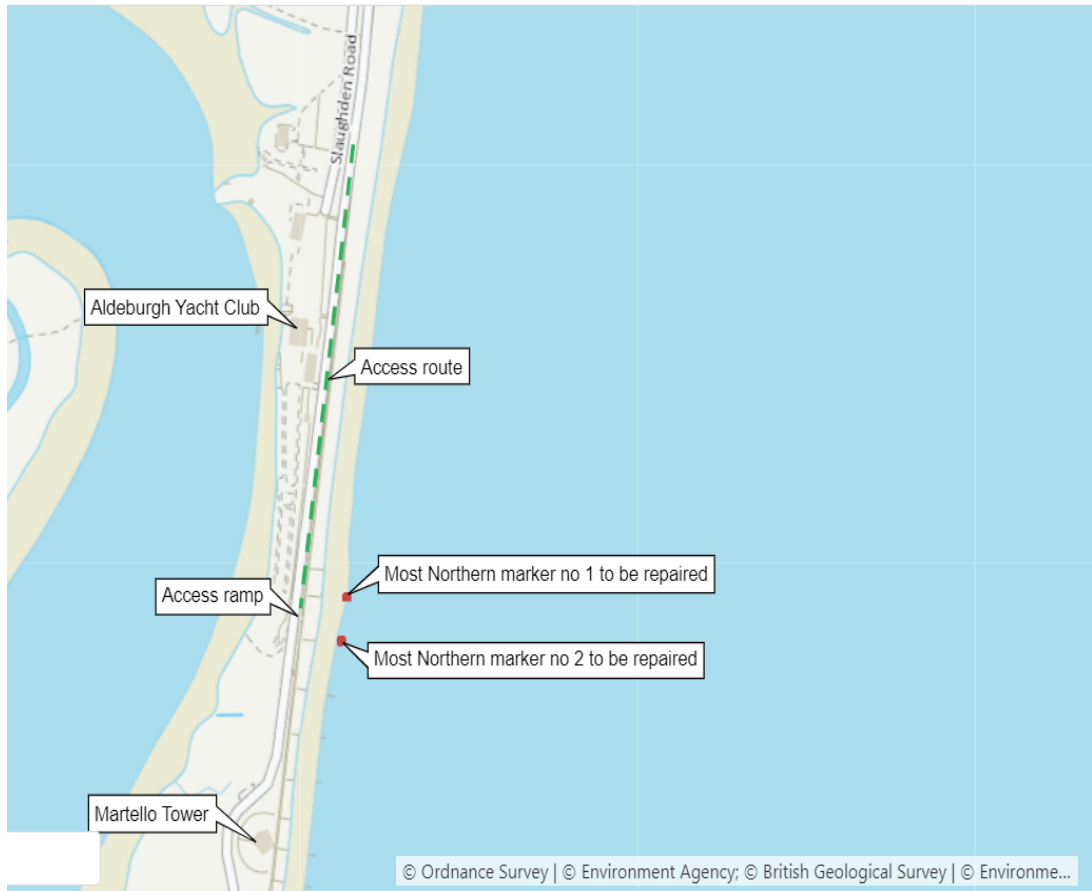 Slaughden Road
Aldeburgh Yacht Club
Access route
Most Northern marker no 1 to be repaired
Access ramp
Most Northern marker no 2 to be repaired
Martello Tower
© Ordnance Survey | © Environment Agency; © British Geological Survey | © Environme...